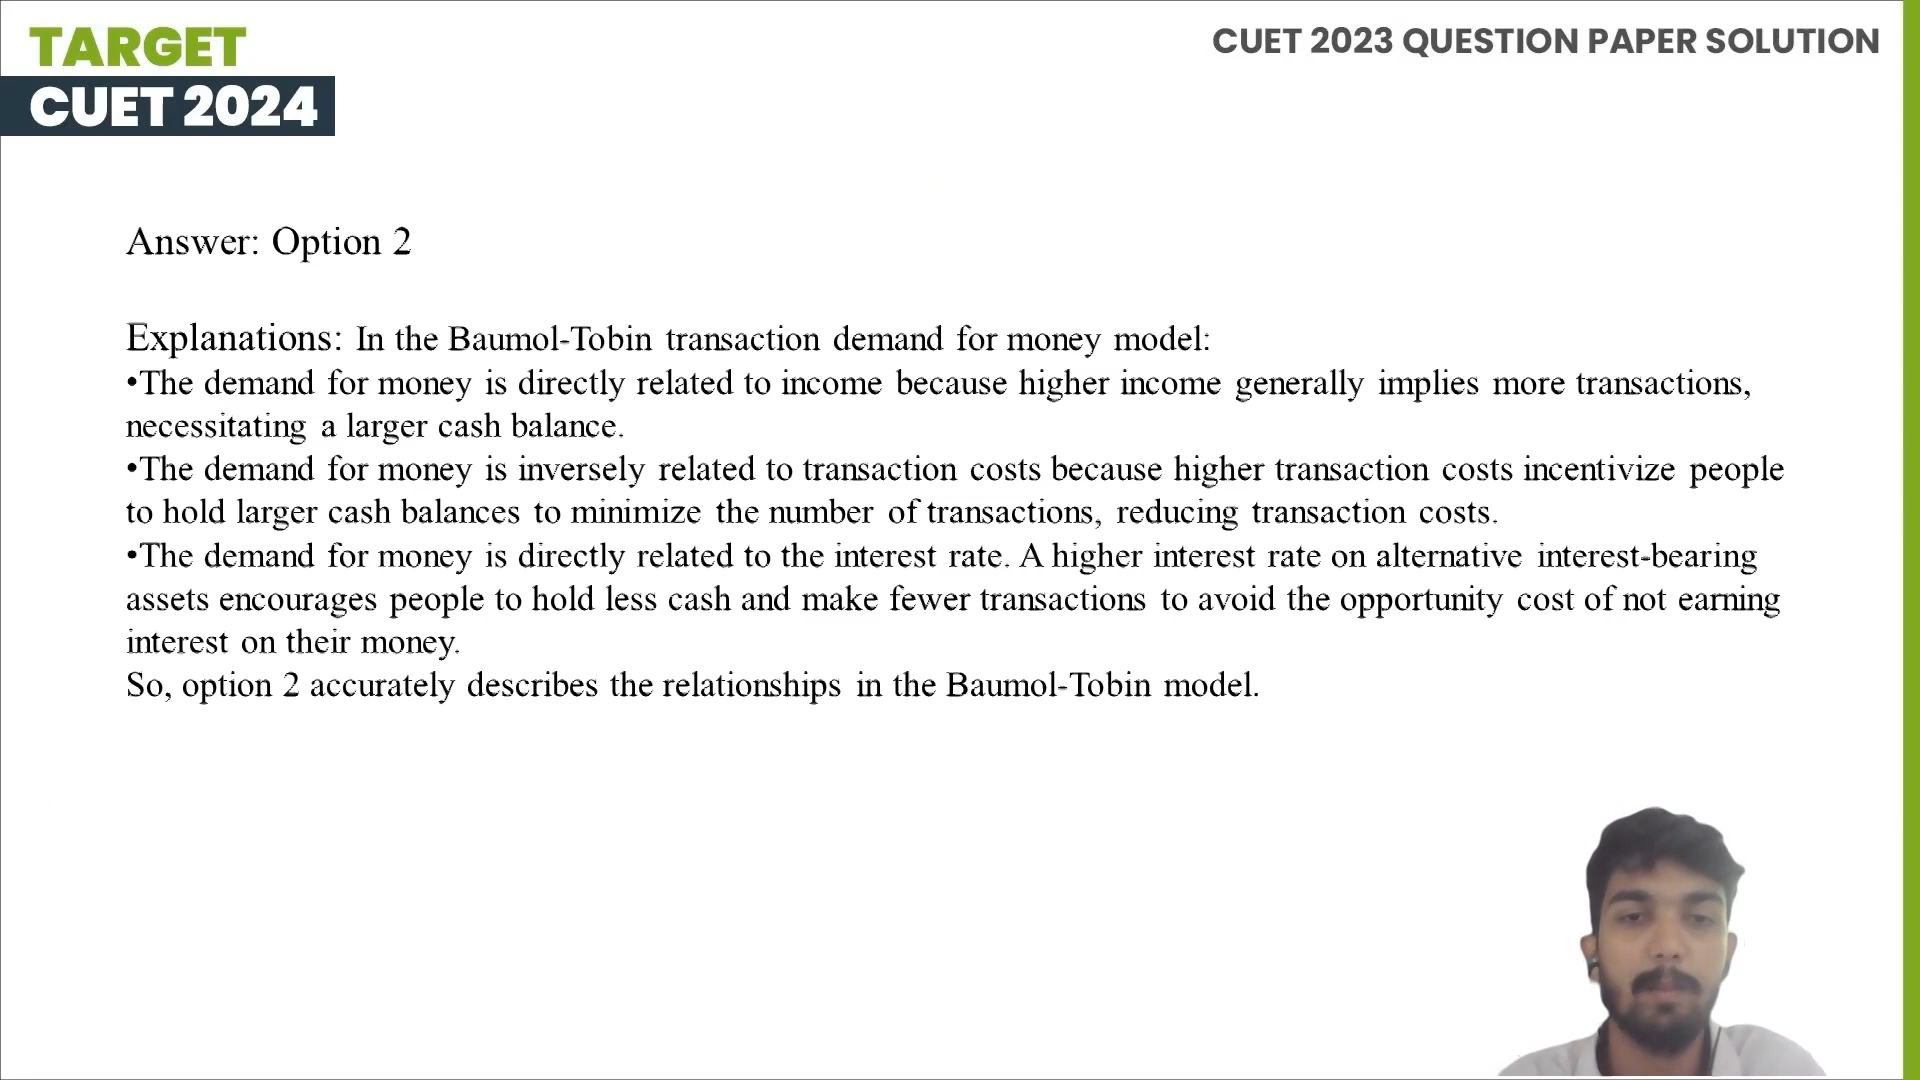 TARGET
CUET 2024
CUET 2023 QUESTION PAPER SOLUTION
Answer: Option 2
Explanations: In the Baumol-Tobin transaction demand for money model:
•The demand for money is directly related to income because higher income generally implies more transactions,
necessitating a larger cash balance.
•The demand for money is inversely related to transaction costs because higher transaction costs incentivize people
to hold larger cash balances to minimize the number of transactions, reducing transaction costs.
•The demand for money is directly related to the interest rate. A higher interest rate on alternative interest-bearing
assets encourages people to hold less cash and make fewer transactions to avoid the opportunity cost of not earning
interest on their money.
So, option 2 accurately describes the relationships in the Baumol-Tobin model.